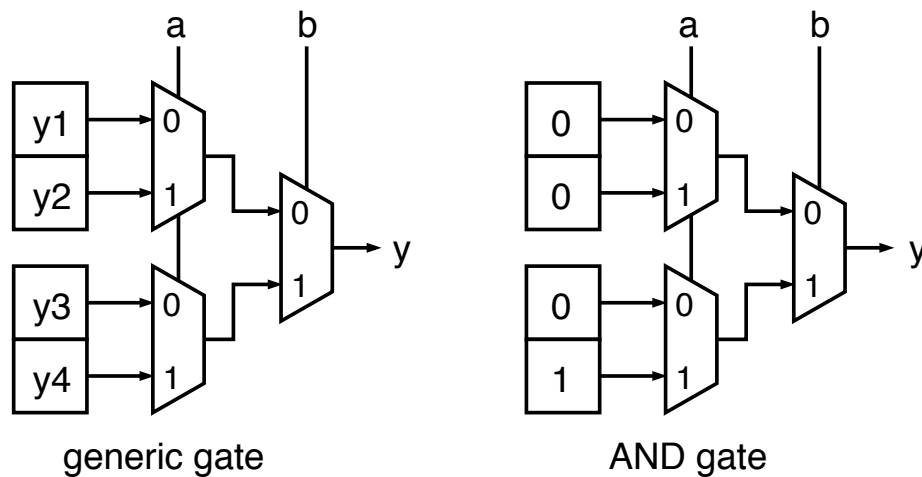 a b a b
y1 0 0 0
y2 1 0 0 1 0
y y
y3 0 1 0 0 1
y4 1 1 1
generic gate AND gate